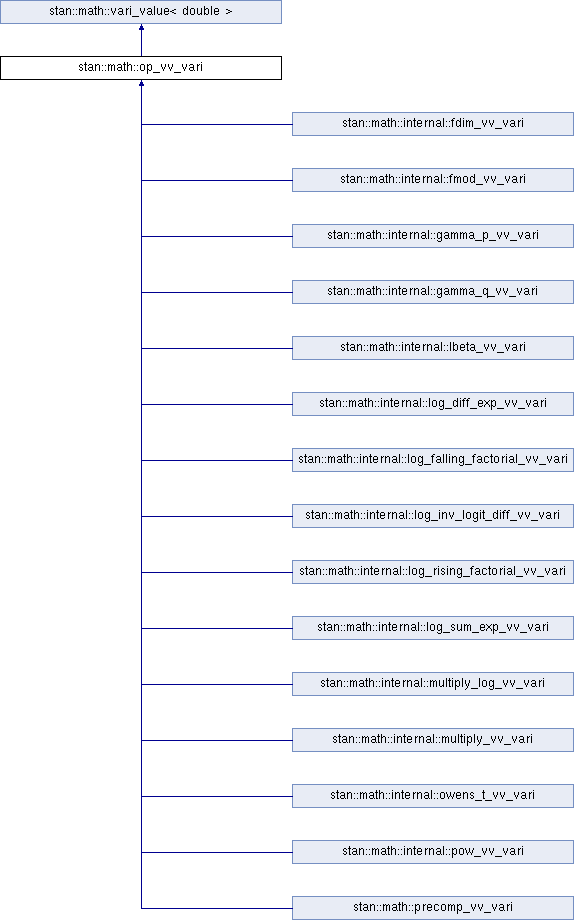 stan::math::vari_value< double >
stan::math::op_vv_vari
stan::math::internal::fdim_vv_vari
stan::math::internal::fmod_vv_vari
stan::math::internal::gamma_p_vv_vari
stan::math::internal::gamma_q_vv_vari
stan::math::internal::lbeta_vv_vari
stan::math::internal::log_diff_exp_vv_vari
stan::math::internal::log_falling_factorial_vv_vari
stan::math::internal::log_inv_logit_diff_vv_vari
stan::math::internal::log_rising_factorial_vv_vari
stan::math::internal::log_sum_exp_vv_vari
stan::math::internal::multiply_log_vv_vari
stan::math::internal::multiply_vv_vari
stan::math::internal::owens_t_vv_vari
stan::math::internal::pow_vv_vari
stan::math::precomp_vv_vari